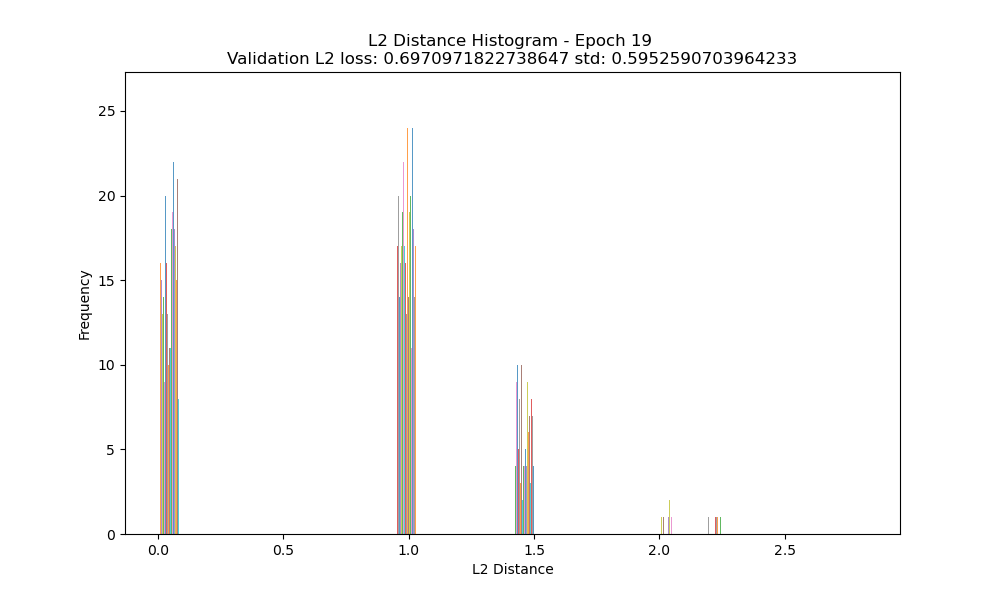 L2 Distance Histogram - Epoch 19
Validation L2 loss: 0.6970971822738647 std: 0.5952590703964233
25
20
15
10
5
0
Frequency
0.0 0.5 1.0 1.5 2.0 2.5
L2 Distance